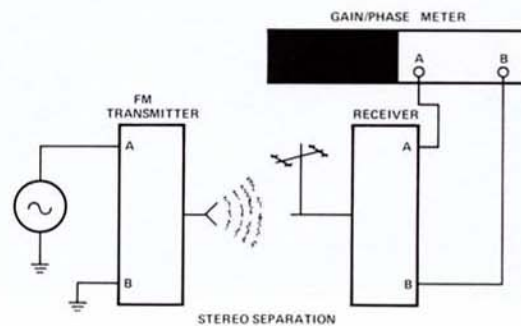 GAIN/PHASE METER
A B
FM
TRANSMITTER
RECEIVER
A
A
B
B
STEREO SEPARATION